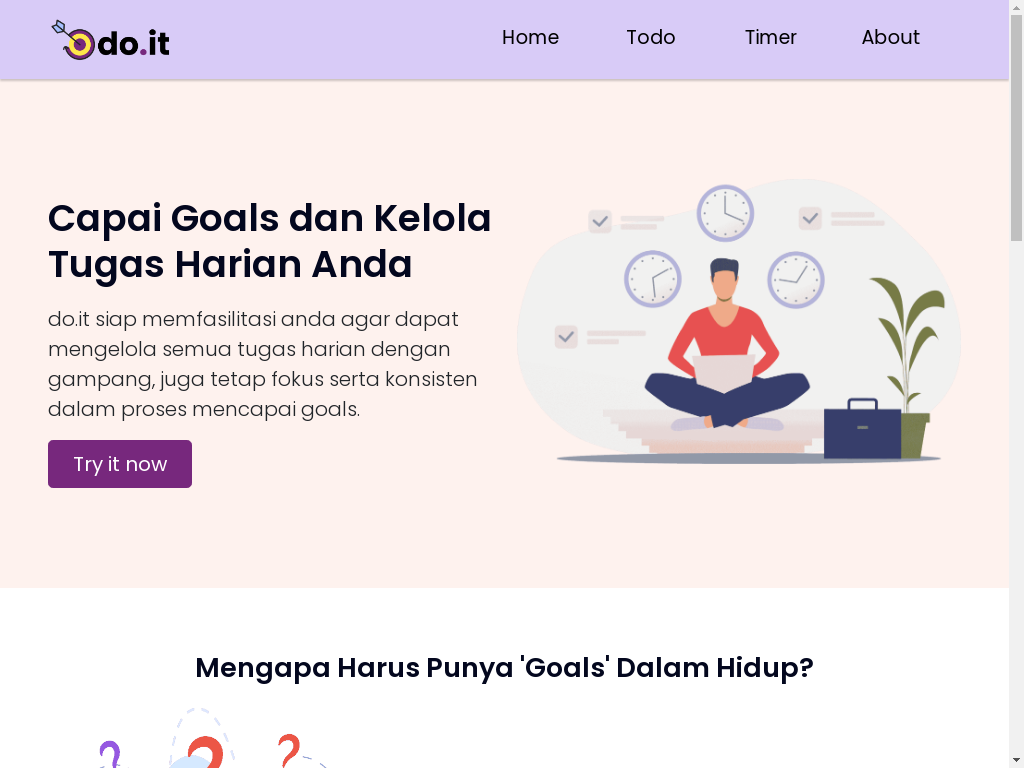 do.it
Home
Todo
Timer
About
Capai Goals dan Kelola
Tugas Harian Anda
do.it siap memfasilitasi anda agar dapat
mengelola semua tugas harian dengan
gampang, juga tetap fokus serta konsisten
dalam proses mencapai goals.
Try it now
Mengapa Harus Punya 'Goals' Dalam Hidup?